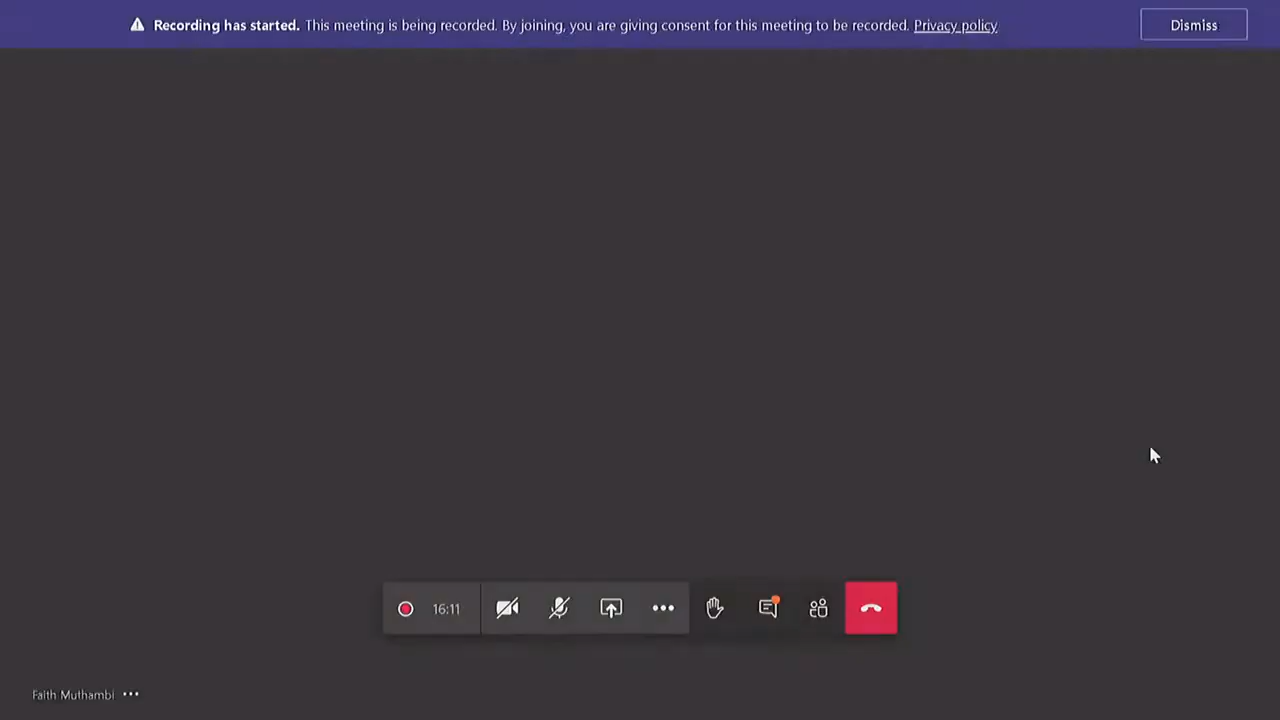 Recording has started. This meeting is being recorded. By joining, you are giving consent for this meeting to be recorded. Privacy policy
Dismiss
16:11
Faith Muthambi